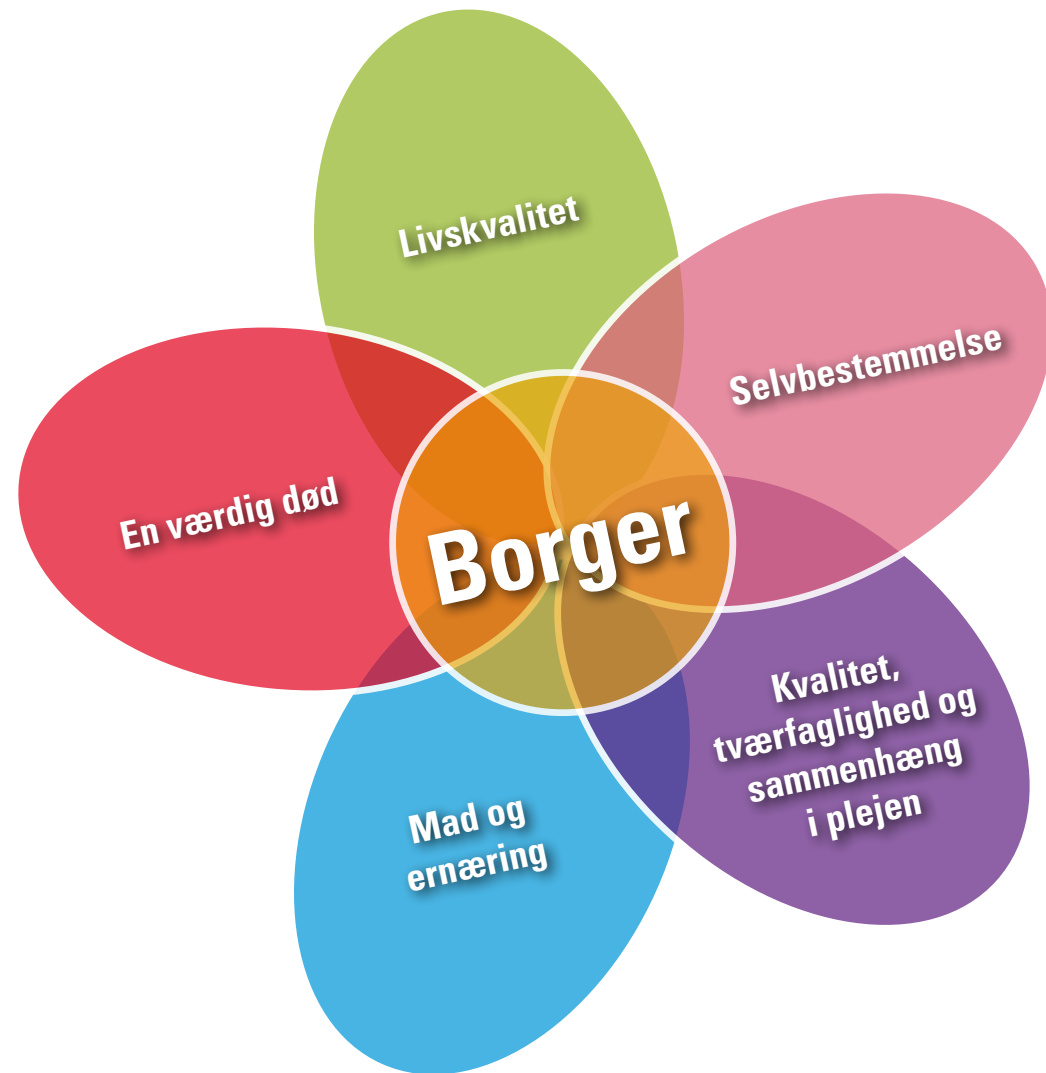 Livskvalitet
Selvbestemmelse
En værdig død
Borger
Kvalitet,
tværfaglighed og
sammenhæng
i plejen
Mad og
ernæring